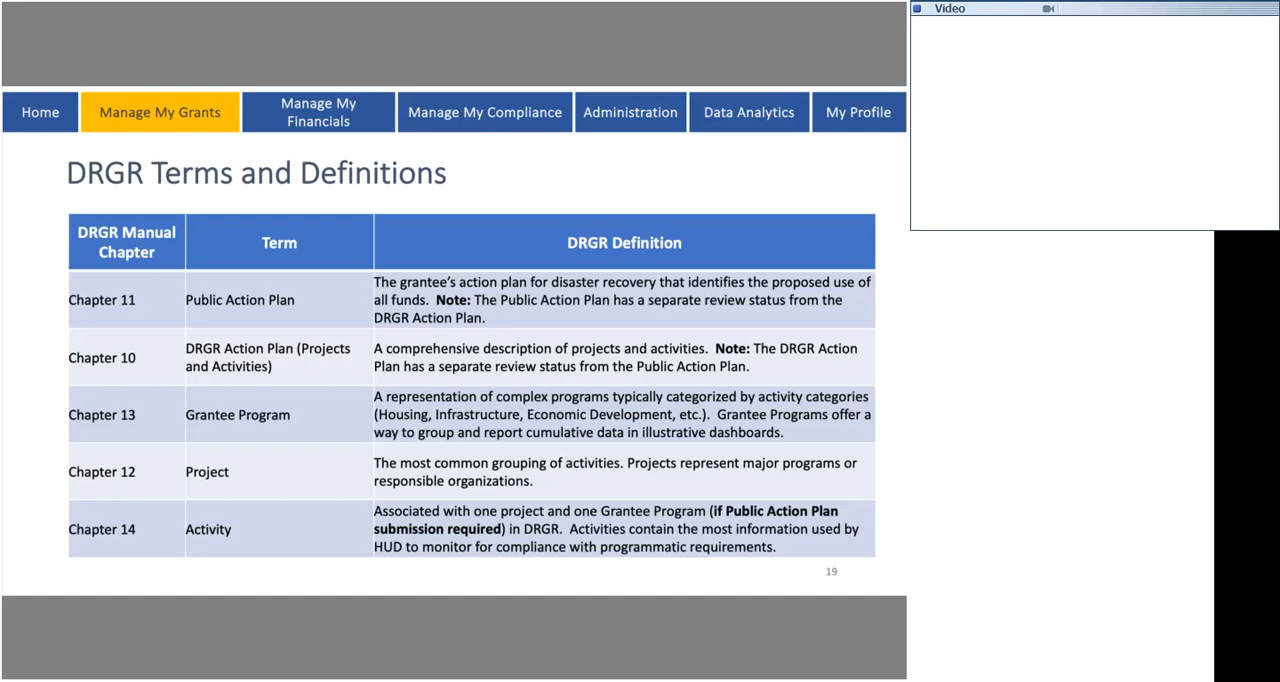 Video
Home
Manage My Grants
Manage My
Financials
Manage My Compliance
Administration
Data Analytics
My Profile
DRGR Terms and Definitions
DRGR Manual
Chapter
Term
DRGR Definition
Chapter 11
Public Action Plan
The grantee’s action plan for disaster recovery that identifies the proposed use of
all funds. Note: The Public Action Plan has a separate review status from the
DRGR Action Plan.
Chapter 10
DRGR Action Plan (Projects
and Activities)
A comprehensive description of projects and activities. Note: The DRGR Action
Plan has a separate review status from the Public Action Plan.
Chapter 13
Grantee Program
A representation of complex programs typically categorized by activity categories
(Housing, Infrastructure, Economic Development, etc.). Grantee Programs offer a
way to group and report cumulative data in illustrative dashboards.
Chapter 12
Project
The most common grouping of activities. Projects represent major programs or
responsible organizations.
Chapter 14
Activity
Associated with one project and one Grantee Program (if Public Action Plan
submission required) in DRGR. Activities contain the most information used by
HUD to monitor for compliance with programmatic requirements.
19